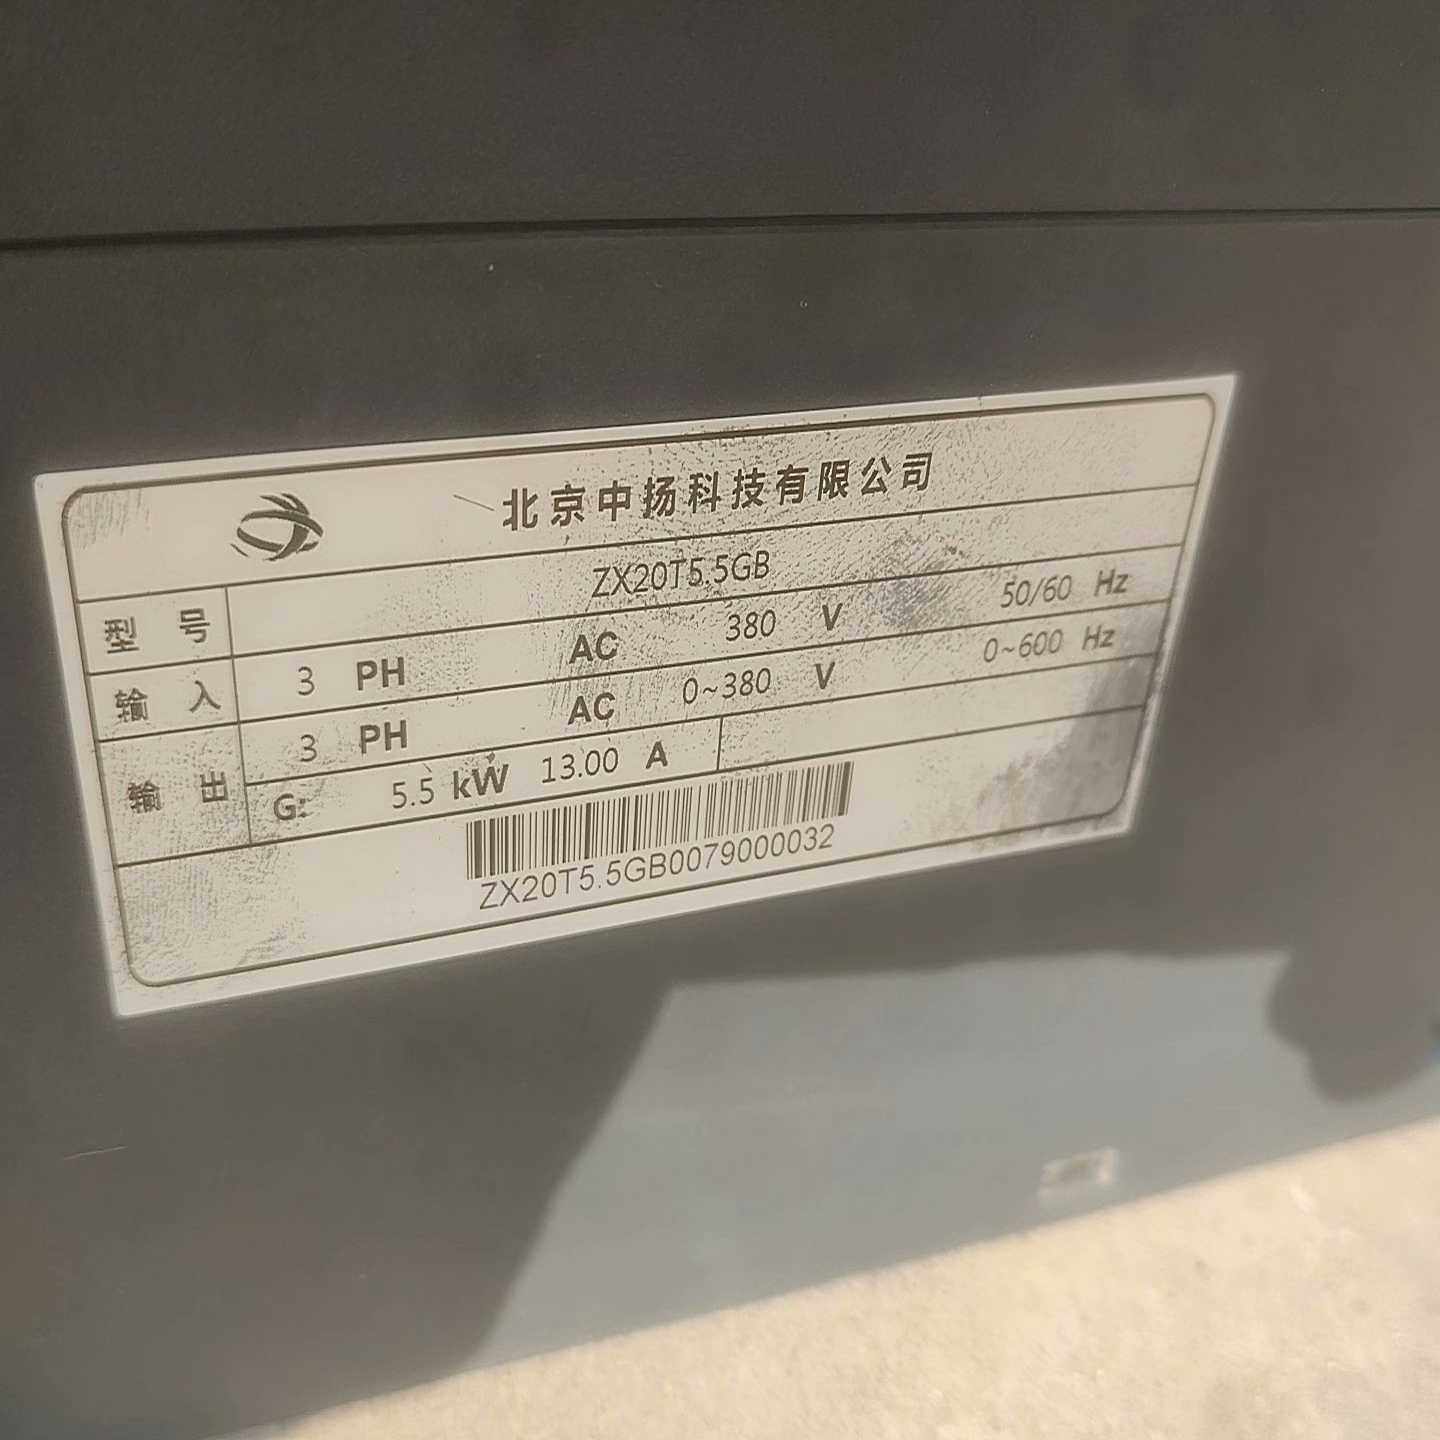 北京中扬科技有限公司
型 号 ZX20T5.5GB
输 入 3 PH AC 380 V 50/60 Hz
输 出 3 PH AC 0~380 V 0~600 Hz
G: 5.5 kW 13.00 A
ZX20T5.5GB0079000032